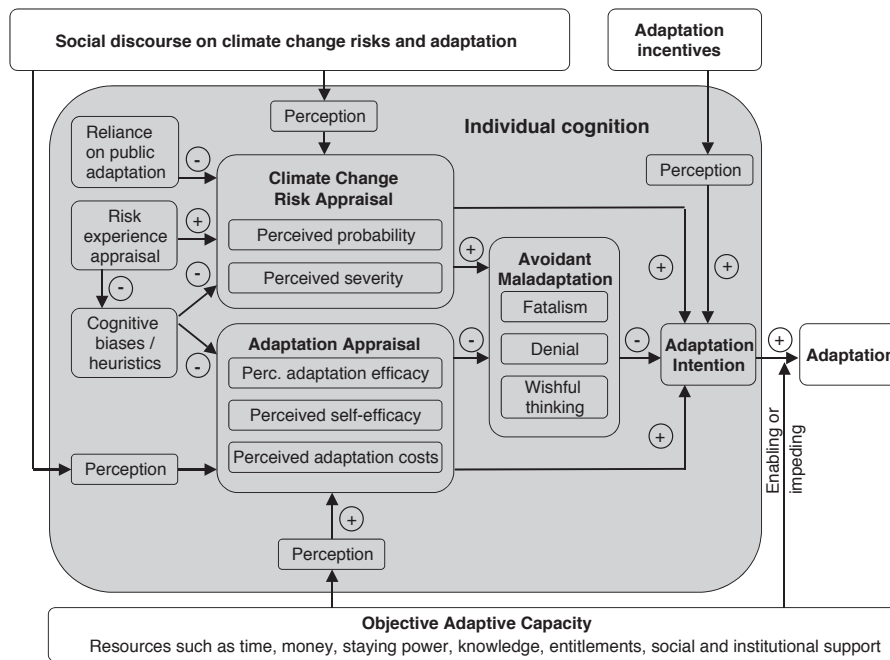 Social discourse on climate change risks and adaptation
Adaptation
incentives
Perception
Individual cognition
Reliance
on public
adaptation
-
Climate Change
Risk Appraisal
Perception
Risk
experience
appraisal
+
Perceived probability
Perceived severity
-
+
-
Avoidant
Maladaptation
Fatalism
Denial
Wishful
thinking
+
+
Cognitive
biases /
heuristics
-
Adaptation Appraisal
Perc. adaptation efficacy
Perceived self-efficacy
Perceived adaptation costs
-
-
Adaptation
Intention
+
Adaptation
+
Perception
Enabling or
impeding
+
Perception
Objective Adaptive Capacity
Resources such as time, money, staying power, knowledge, entitlements, social and institutional support